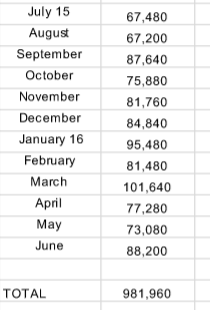 July 15 67,480
August 67,200
September 87,640
October 75,880
November 81,760
December 84,840
January 16 95,480
February 81,480
March 101,640
April 77,280
May 73,080
June 88,200
TOTAL 981,960